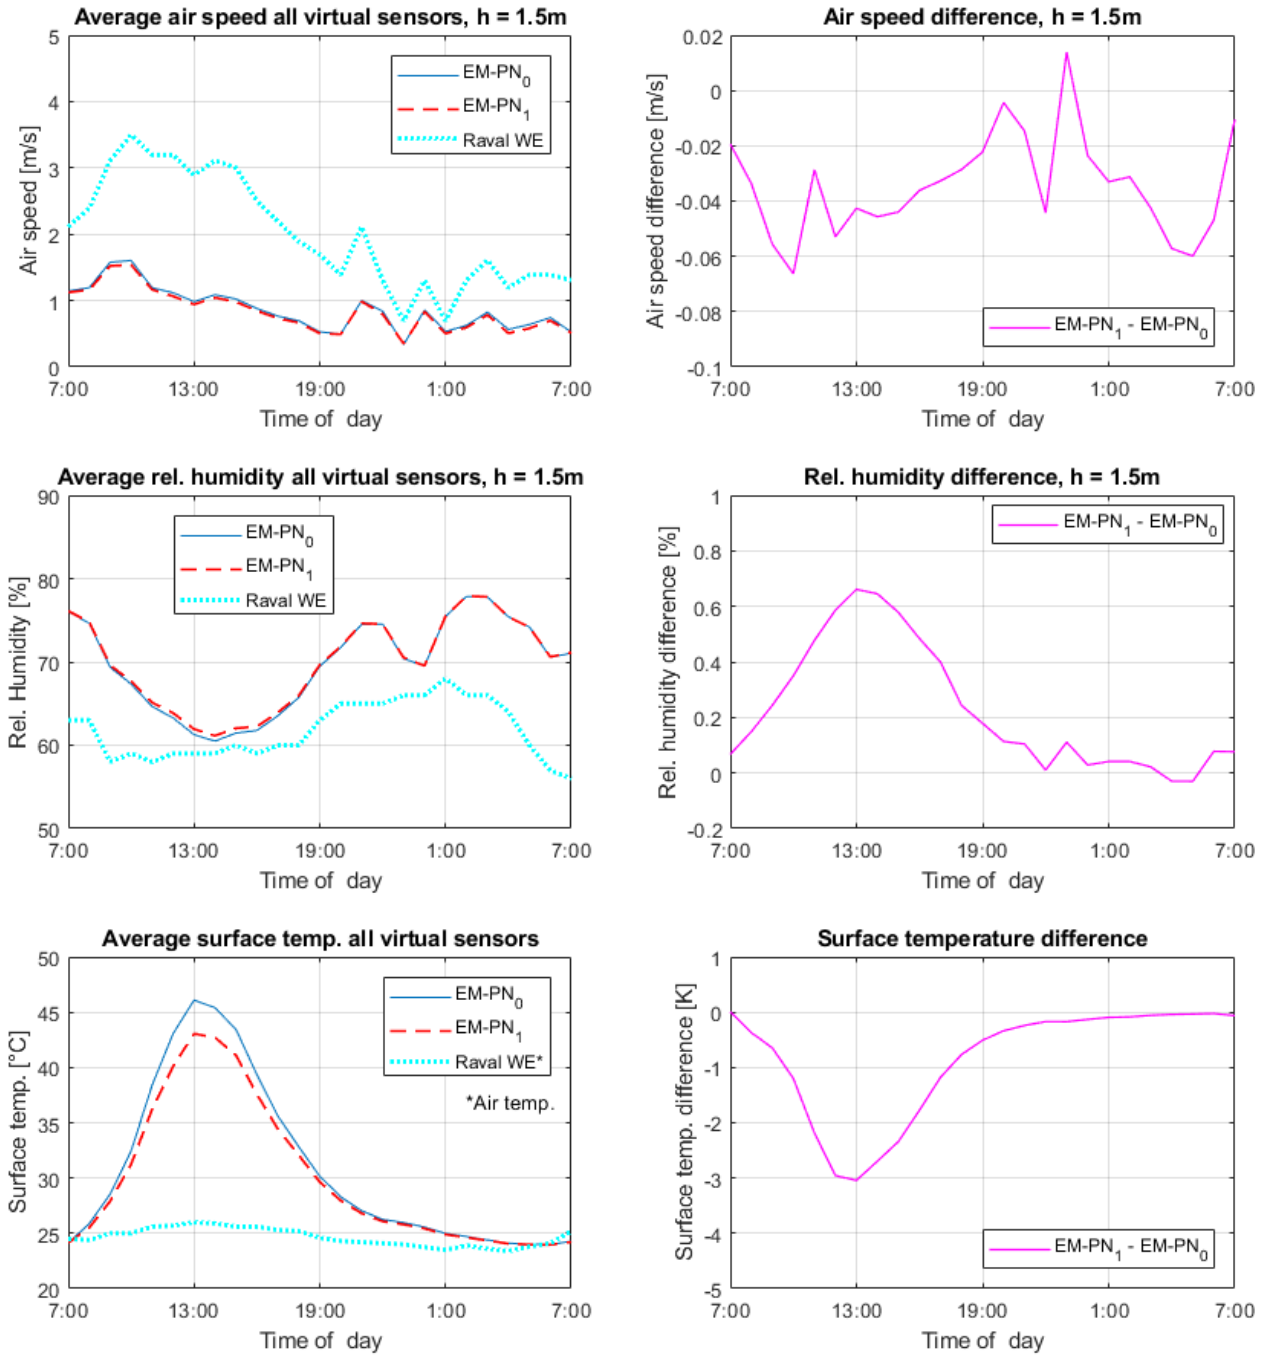 Average air speed all virtual sensors, h = 1.5m
Air speed [m/s]
5
4
3
2
1
0
EM-PN0
EM-PN1
Raval WE
7:00 13:00 19:00 1:00 7:00
Time of day
Air speed difference, h = 1.5m
Air speed difference [m/s]
0.02
0
-0.02
-0.04
-0.06
-0.08
-0.1
EM-PN1 - EM-PN0
7:00 13:00 19:00 1:00 7:00
Time of day
Average rel. humidity all virtual sensors, h = 1.5m
Rel. Humidity [%]
90
80
70
60
50
EM-PN0
EM-PN1
Raval WE
7:00 13:00 19:00 1:00 7:00
Time of day
Rel. humidity difference, h = 1.5m
Rel. humidity difference [%]
1
0.8
0.6
0.4
0.2
0
-0.2
EM-PN1 - EM-PN0
7:00 13:00 19:00 1:00 7:00
Time of day
Average surface temp. all virtual sensors
Surface temp. [°C]
50
45
40
35
30
25
20
EM-PN0
EM-PN1
Raval WE*
*Air temp.
7:00 13:00 19:00 1:00 7:00
Time of day
Surface temperature difference
Surface temp. difference [K]
1
0
-1
-2
-3
-4
-5
EM-PN1 - EM-PN0
7:00 13:00 19:00 1:00 7:00
Time of day